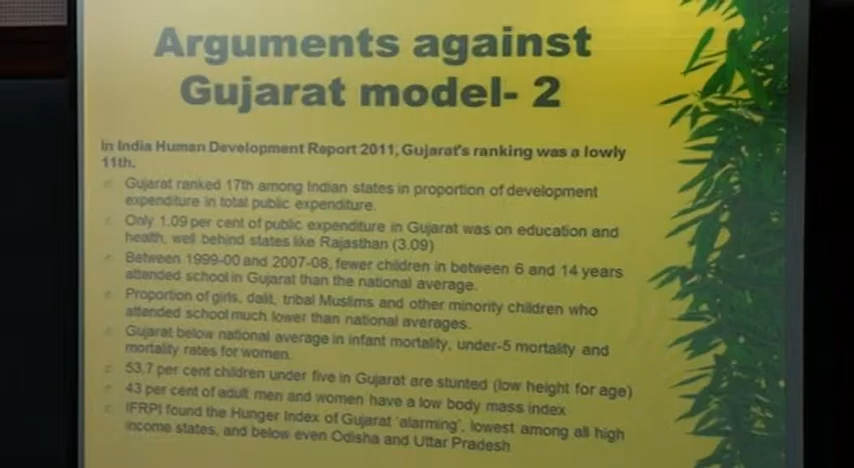 Arguments against
Gujarat model- 2
In India Human Development Report 2011, Gujarat's ranking was a lowly
11th.
Gujarat ranked 17th among Indian states in proportion of development
expenditure in total public expenditure.
Only 1.09 per cent of public expenditure in Gujarat was on education and
health, well behind states like Rajasthan (3.09)
Between 1999-00 and 2007-08, fewer children in between 6 and 14 years
attended school in Gujarat than the national average.
Proportion of girls, dalit, tribal Muslims and other minority children who
attended school much lower than national averages.
Gujarat below national average in infant mortality, under-5 mortality and
mortality rates for women.
53.7 per cent children under five in Gujarat are stunted (low height for age)
43 per cent of adult men and women have a low body mass index
IFRPI found the Hunger Index of Gujarat 'alarming', lowest among all high
income states, and below even Odisha and Uttar Pradesh